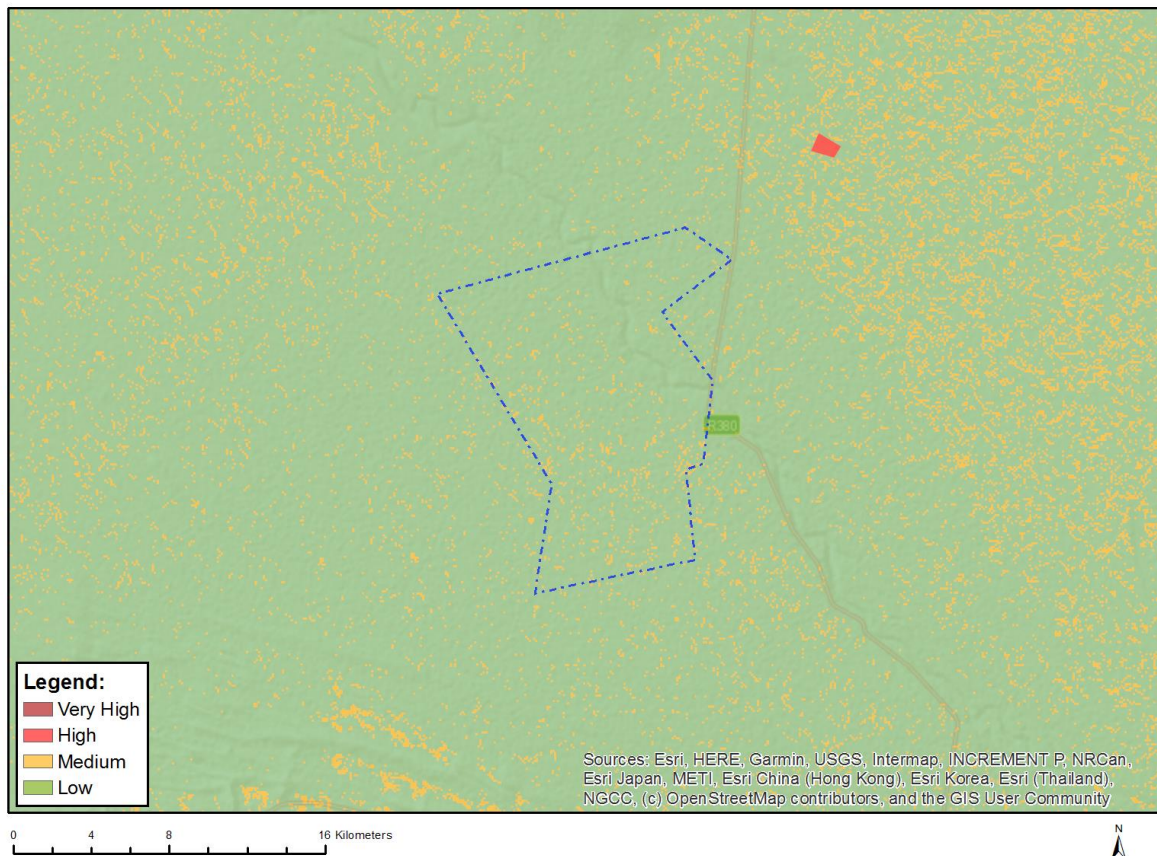 R380
Legend:
Very High
High
Medium
Low
Sources: Esri, HERE, Garmin, USGS, Intermap, INCREMENT P, NRCan,
Esri Japan, METI, Esri China (Hong Kong), Esri Korea, Esri (Thailand),
NGCC, (c) OpenStreetMap contributors, and the GIS User Community
0 4 8 16 Kilometers
N